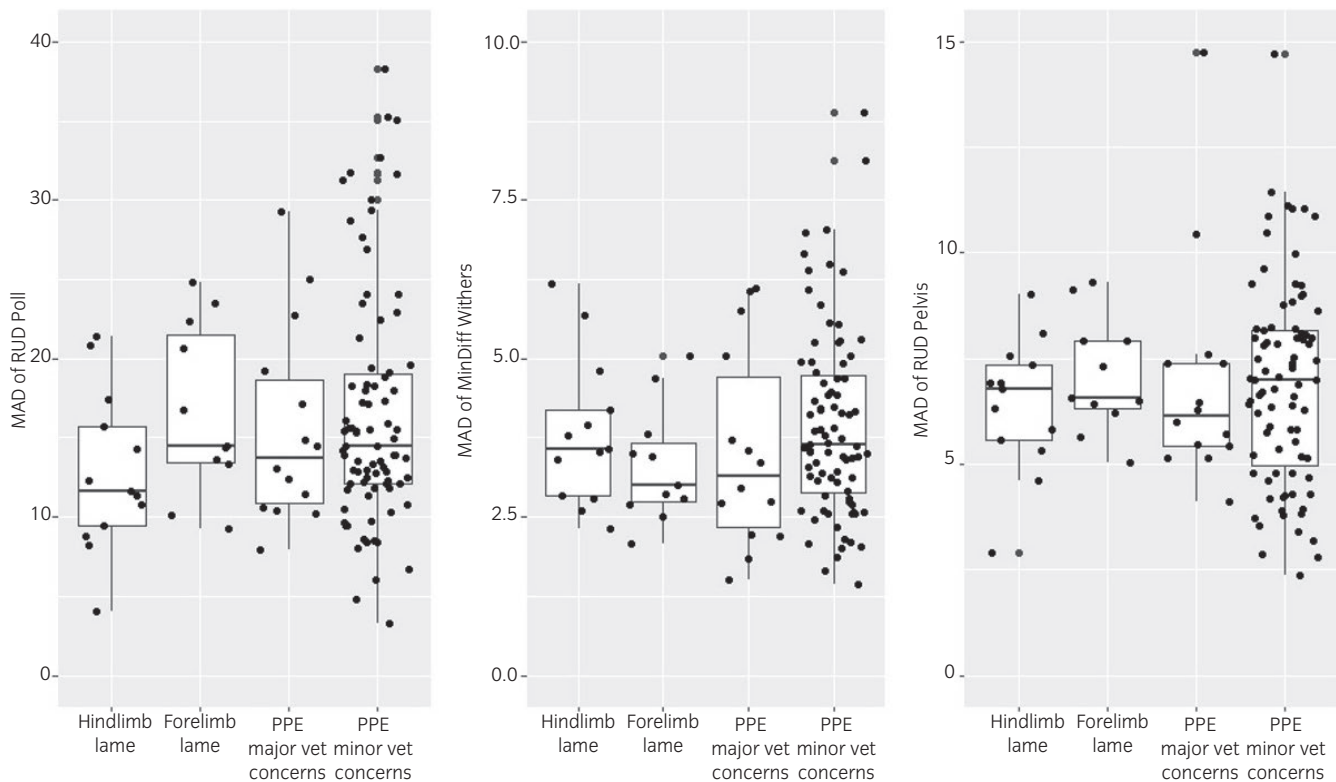 MAD of RUD Poll
40
30
20
10
0
Hindlimb
lame
Forelimb
lame
PPE
major vet
concerns
PPE
minor vet
concerns
MAD of MinDiff Withers
10.0
7.5
5.0
2.5
0.0
Hindlimb
lame
Forelimb
lame
PPE
major vet
concerns
PPE
minor vet
concerns
MAD of RUD Pelvis
15
10
5
0
Hindlimb
lame
Forelimb
lame
PPE
major vet
concerns
PPE
minor vet
concerns